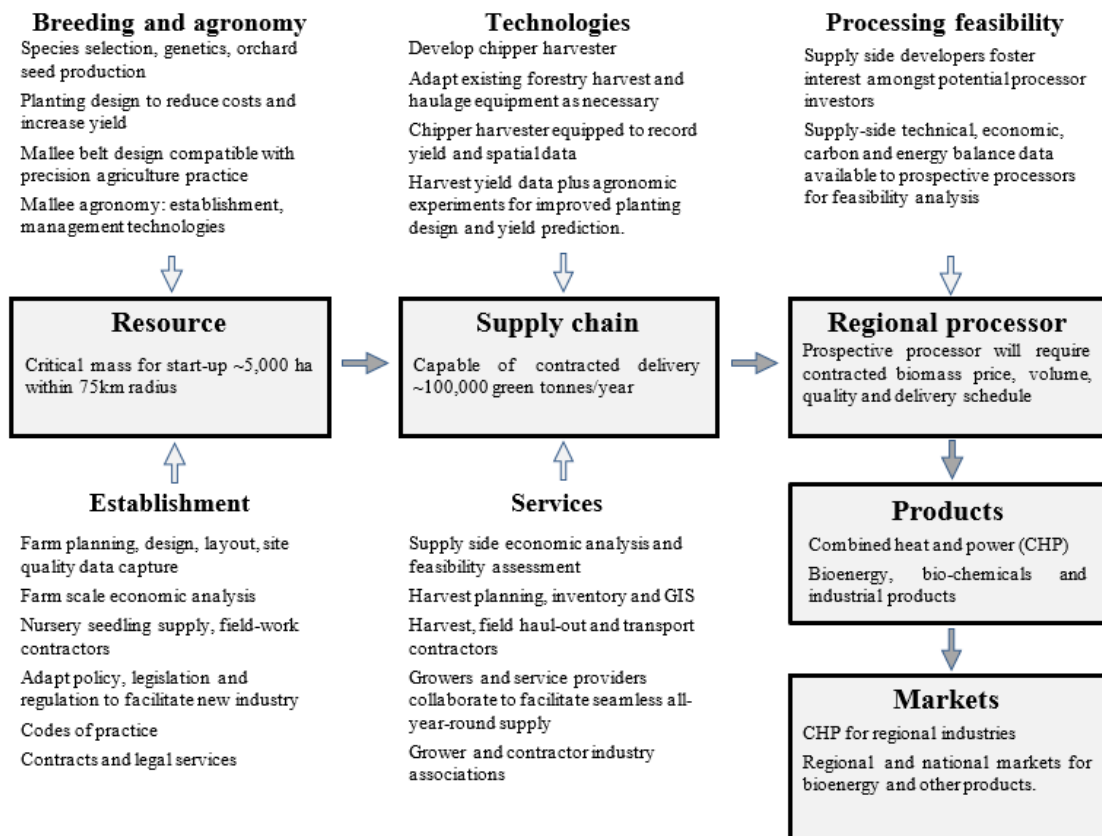 Breeding and agronomy
Species selection, genetics, orchard
seed production
Planting design to reduce costs and
increase yield
Mallee belt design compatible with
precision agriculture practice
Mallee agronomy: establishment,
management technologies
Technologies
Develop chipper harvester
Adapt existing forestry harvest and
haulage equipment as necessary
Chipper harvester equipped to record
yield and spatial data
Harvest yield data plus agronomic
experiments for improved planting
design and yield prediction.
Processing feasibility
Supply side developers foster
interest amongst potential processor
investors
Supply-side technical, economic,
carbon and energy balance data
available to prospective processors
for feasibility analysis
Resource
Critical mass for start-up ~5,000 ha
within 75km radius
Supply chain
Capable of contracted delivery
~100,000 green tonnes/year
Regional processor
Prospective processor will require
contracted biomass price, volume,
quality and delivery schedule
Establishment
Farm planning, design, layout, site
quality data capture
Farm scale economic analysis
Nursery seedling supply, field-work
contractors
Adapt policy, legislation and
regulation to facilitate new industry
Codes of practice
Contracts and legal services
Services
Supply side economic analysis and
feasibility assessment
Harvest planning, inventory and GIS
Harvest, field haul-out and transport
contractors
Growers and service providers
collaborate to facilitate seamless all-
year-round supply
Grower and contractor industry
associations
Products
Combined heat and power (CHP)
Bioenergy, bio-chemicals and
industrial products
Markets
CHP for regional industries
Regional and national markets for
bioenergy and other products.